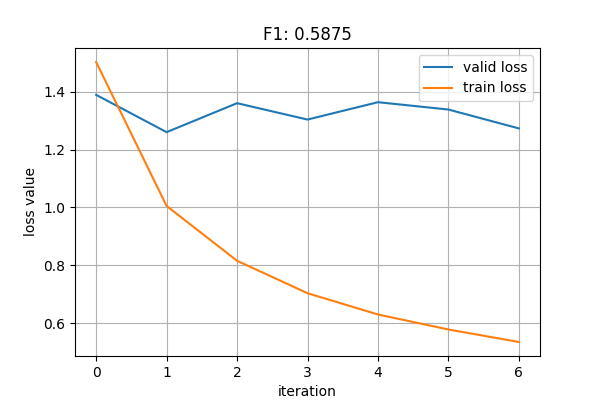 F1: 0.5875
valid loss
train loss
1.4
1.2
1.0
0.8
0.6
loss value
0 1 2 3 4 5 6
iteration